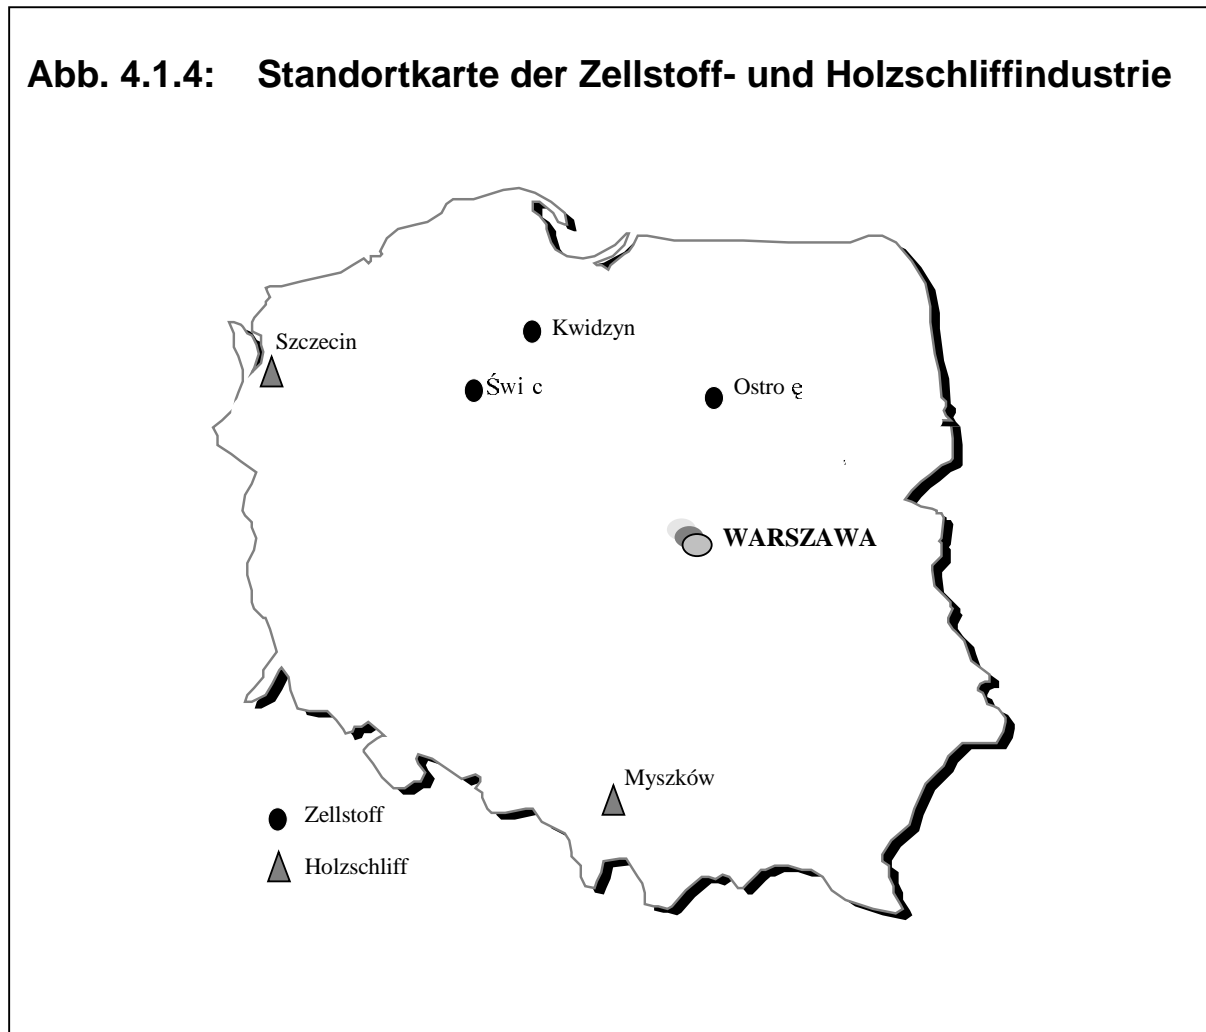 Abb. 4.1.4: Standortkarte der Zellstoff- und Holzschliffindustrie
Kwidzyn
Szczecin
Świ c
Ostro ę
WARSZAWA
Myszków
Zellstoff
Holzschliff